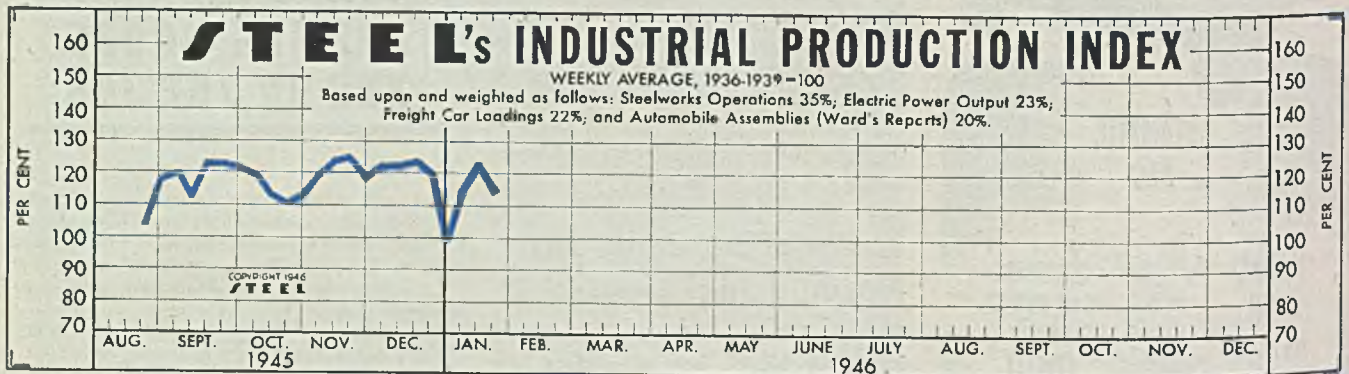 STEEL's INDUSTRIAL PRODUCTION INDEX
WEEKLY AVERAGE, 1936-1939=100
Based upon and weighted as follows: Steelworks Operations 35%; Electric Power Output 23%;
Freight Car Loadings 22%; and Automobile Assemblies (Ward's Reports) 20%.
PER CENT
160
150
140
130
120
110
100
90
80
70
COPYRIGHT 1946
STEEL
160
150
140
130
120
110
100
90
80
70
PER CENT
AUG. SEPT. OCT. NOV. DEC. JAN. FEB. MAR. APR. MAY JUNE JULY AUG. SEPT. OCT. NOV. DEC.
1945 1946